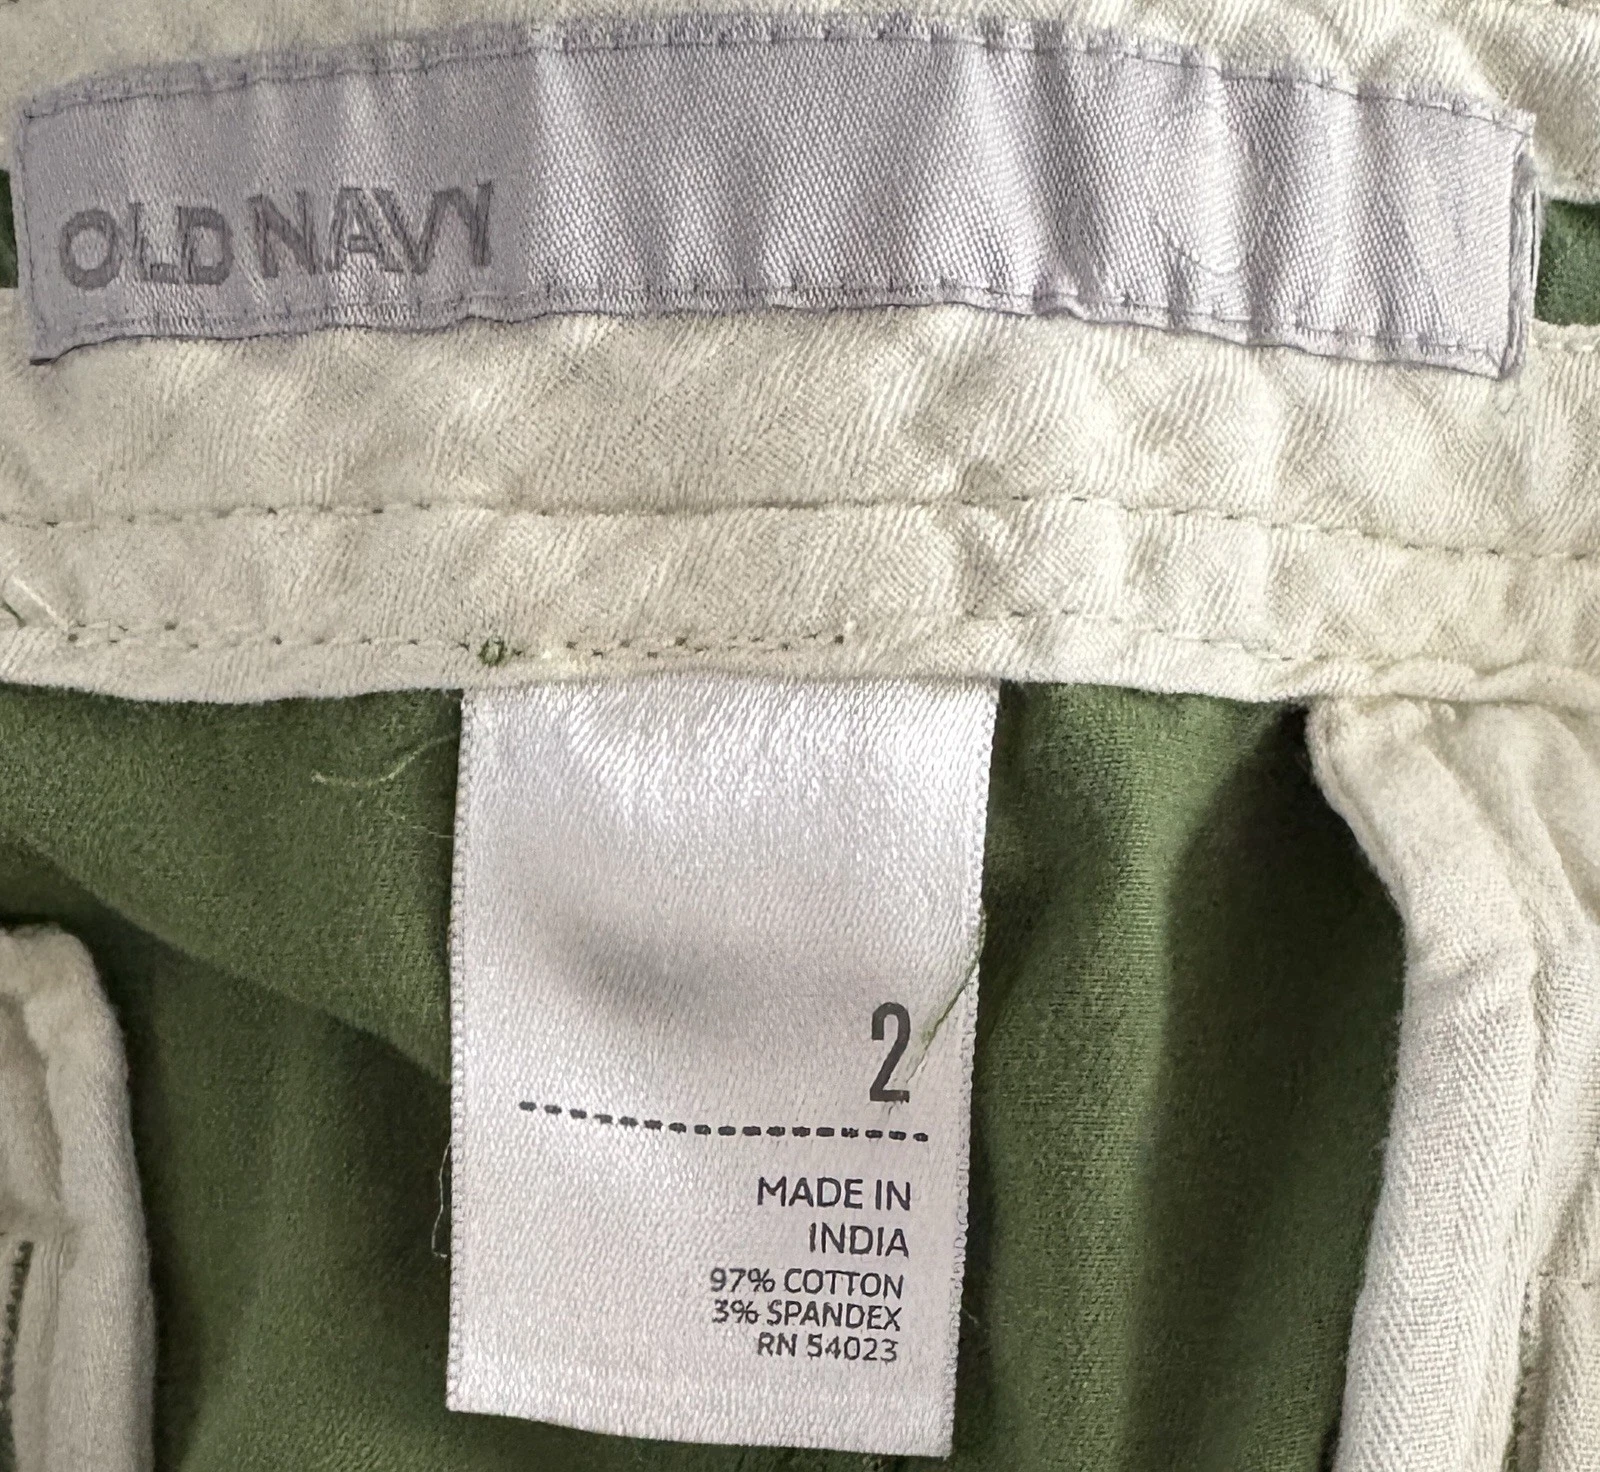 OLD NAVY
2
MADE IN
INDIA
97% COTTON
3% SPANDEX
RN 54023